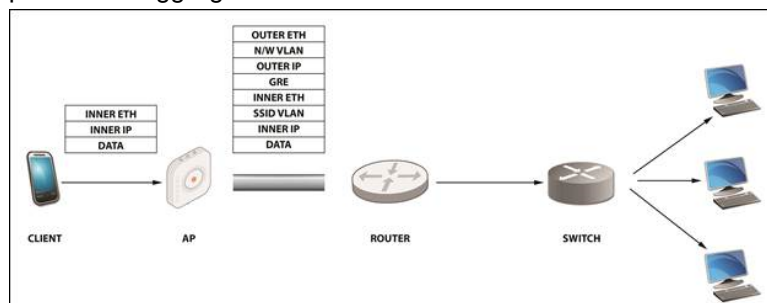 OUTER ETH
N/W VLAN
OUTER IP
GRE
INNER ETH
SSID VLAN
INNER IP
DATA
INNER ETH
INNER IP
DATA
CLIENT
AP
ROUTER
SWITCH